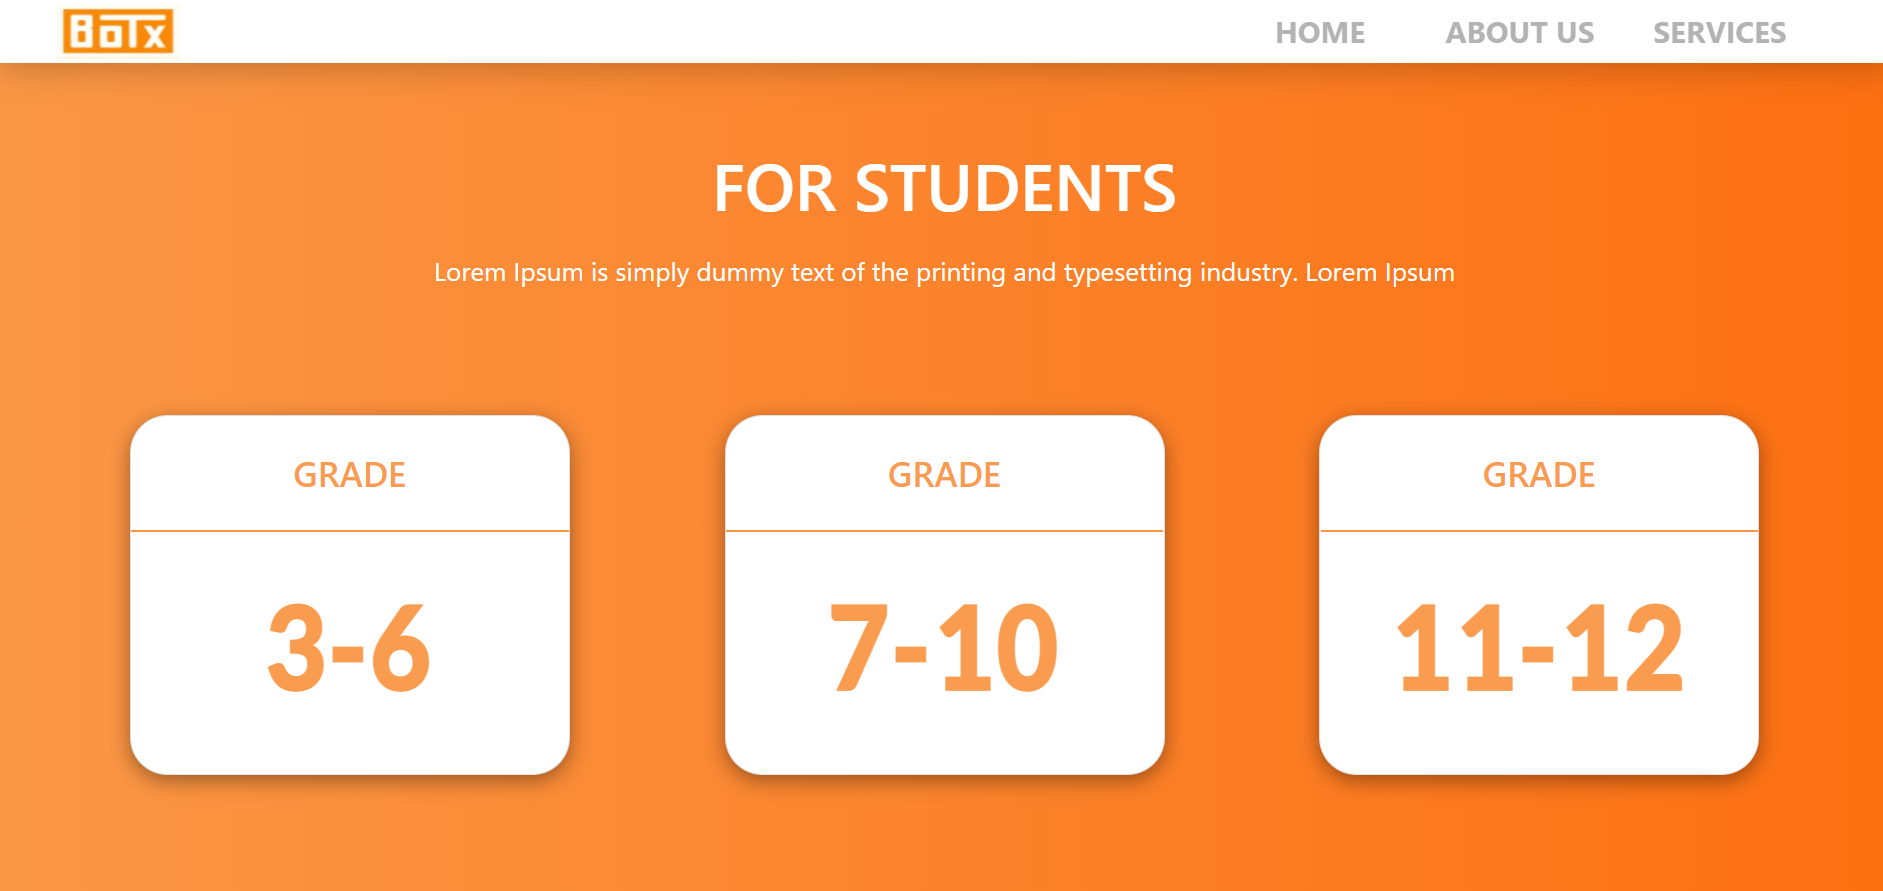 BoTx
HOME ABOUT US SERVICES
FOR STUDENTS
Lorem Ipsum is simply dummy text of the printing and typesetting industry. Lorem Ipsum
GRADE
3-6
GRADE
7-10
GRADE
11-12